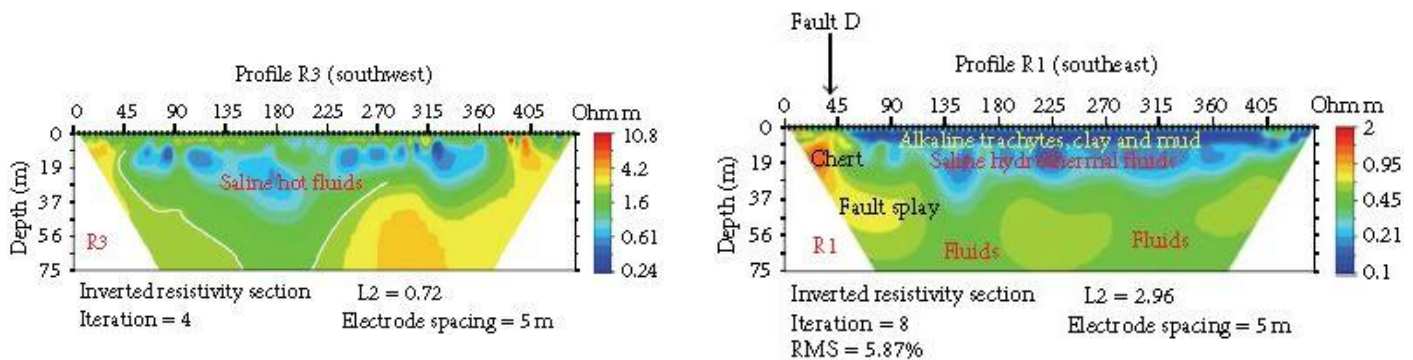 Profile R3 (southwest)
0 45 90 135 180 225 270 315 360 405 Ohm m
0
19
37
56
75
Depth (m)
Saline hot fluids
R3
10.8
4.2
1.6
0.61
0.24
Inverted resistivity section L2 = 0.72
Iteration = 4 Electrode spacing = 5 m
Fault D
Profile R1 (southeast)
0 45 90 135 180 225 270 315 360 405 Ohm m
0
19
37
56
75
Depth (m)
Alkaline trachytes, clay and mud
Saline hydrothermal fluids
Chert
Fault splay
Fluids Fluids
R1
2
0.95
0.45
0.21
0.1
Inverted resistivity section L2 = 2.96
Iteration = 8 Electrode spacing = 5 m
RMS = 5.87%